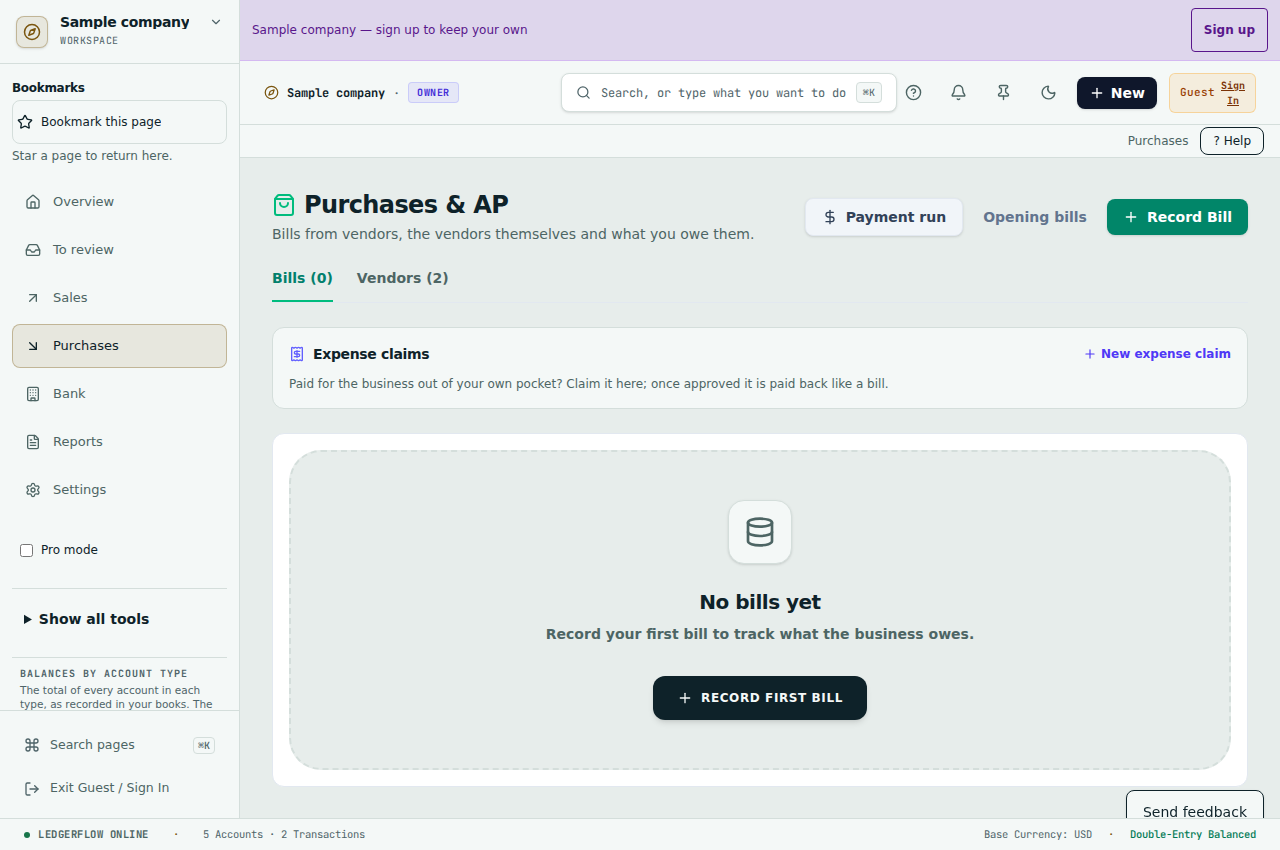 Sample company
WORKSPACE
Bookmarks
Bookmark this page
Star a page to return here.
Overview
To review
Sales
Purchases
Bank
Reports
Settings
Pro mode
Show all tools
BALANCES BY ACCOUNT TYPE
The total of every account in each
type, as recorded in your books. The
Search pages ⌘K
Exit Guest / Sign In
Sample company — sign up to keep your own
Sign up
Sample company · OWNER
Search, or type what you want to do ⌘K
+ New
Guest Sign In
Purchases
? Help
Purchases & AP
Bills from vendors, the vendors themselves and what you owe them.
Payment run
Opening bills
+ Record Bill
Bills (0)
Vendors (2)
Expense claims
+ New expense claim
Paid for the business out of your own pocket? Claim it here; once approved it is paid back like a bill.
No bills yet
Record your first bill to track what the business owes.
+ RECORD FIRST BILL
Send feedback
LEDGERFLOW ONLINE · 5 Accounts · 2 Transactions
Base Currency: USD · Double-Entry Balanced